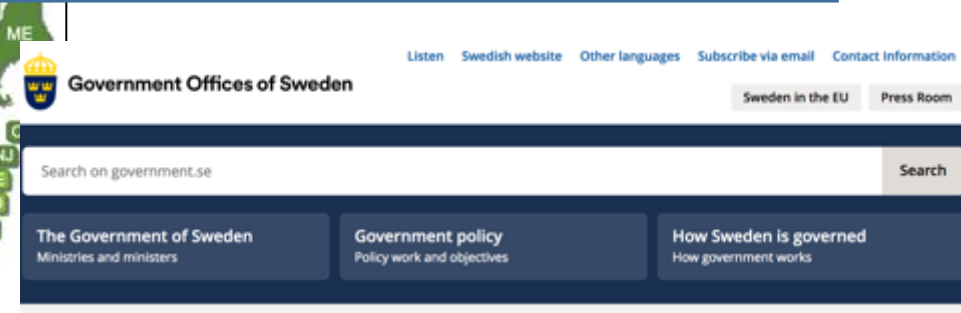 ME
Listen Swedish website Other languages Subscribe via email Contact Information
Government Offices of Sweden
Sweden in the EU Press Room
Search on government.se Search
The Government of Sweden Government policy How Sweden is governed
Ministries and ministers Policy work and objectives How government works